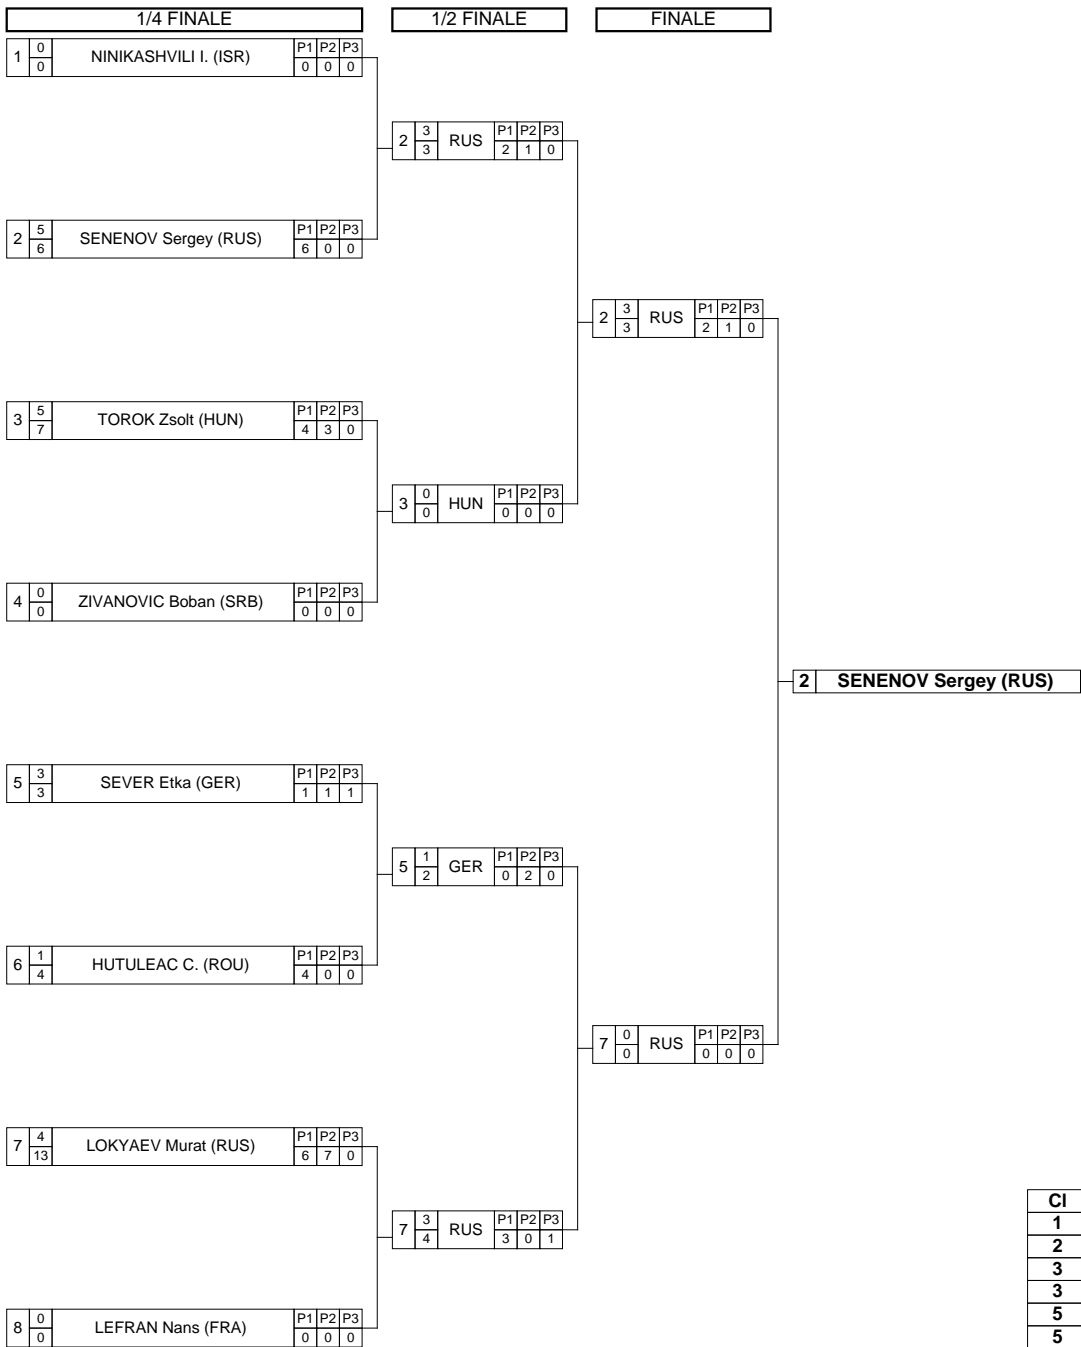 1/4 FINALE 1/2 FINALE FINALE
1 0 0 NINIKASHVILI I. (ISR) P1 P2 P3 0 0 0
2 3 3 RUS P1 P2 P3 2 1 0
2 5 6 SENENOV Sergey (RUS) P1 P2 P3 6 0 0
2 3 3 RUS P1 P2 P3 2 1 0
3 5 7 TOROK Zsolt (HUN) P1 P2 P3 4 3 0
3 0 0 HUN P1 P2 P3 0 0 0
4 0 0 ZIVANOVIC Boban (SRB) P1 P2 P3 0 0 0
2 SENENOV Sergey (RUS)
5 3 3 SEVER Etka (GER) P1 P2 P3 1 1 1
5 1 2 GER P1 P2 P3 0 2 0
6 1 4 HUTULEAC C. (ROU) P1 P2 P3 4 0 0
7 0 0 RUS P1 P2 P3 0 0 0
7 4 13 LOKYAEV Murat (RUS) P1 P2 P3 6 7 0
7 3 4 RUS P1 P2 P3 3 0 1
8 0 0 LEFRAN Nans (FRA) P1 P2 P3 0 0 0
Cl
1
2
3
3
5
5